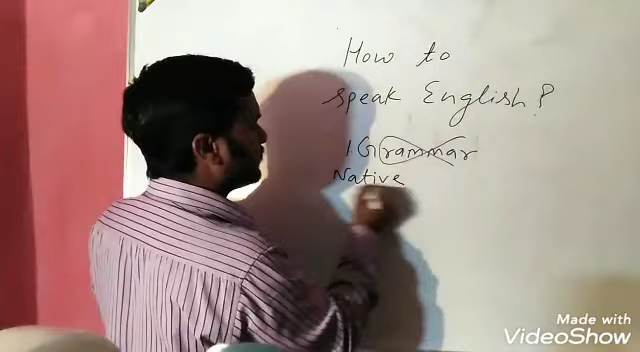 How to
speak English?
1. Grammar
Native
Made with
VideoShow